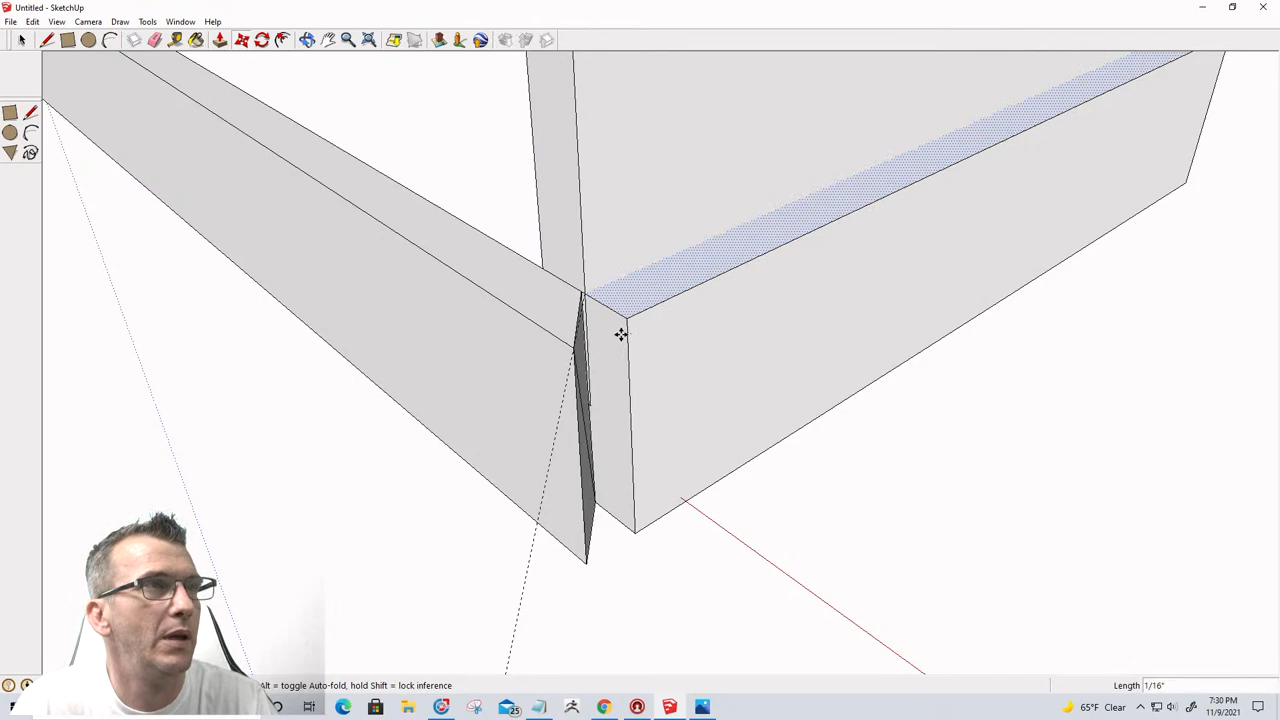 Untitled - SketchUp
File Edit View Camera Draw Tools Window Help
Alt = toggle Auto-fold, hold Shift = lock inference
Length 1/16"
25
65°F Clear
7:30 PM
11/9/2021